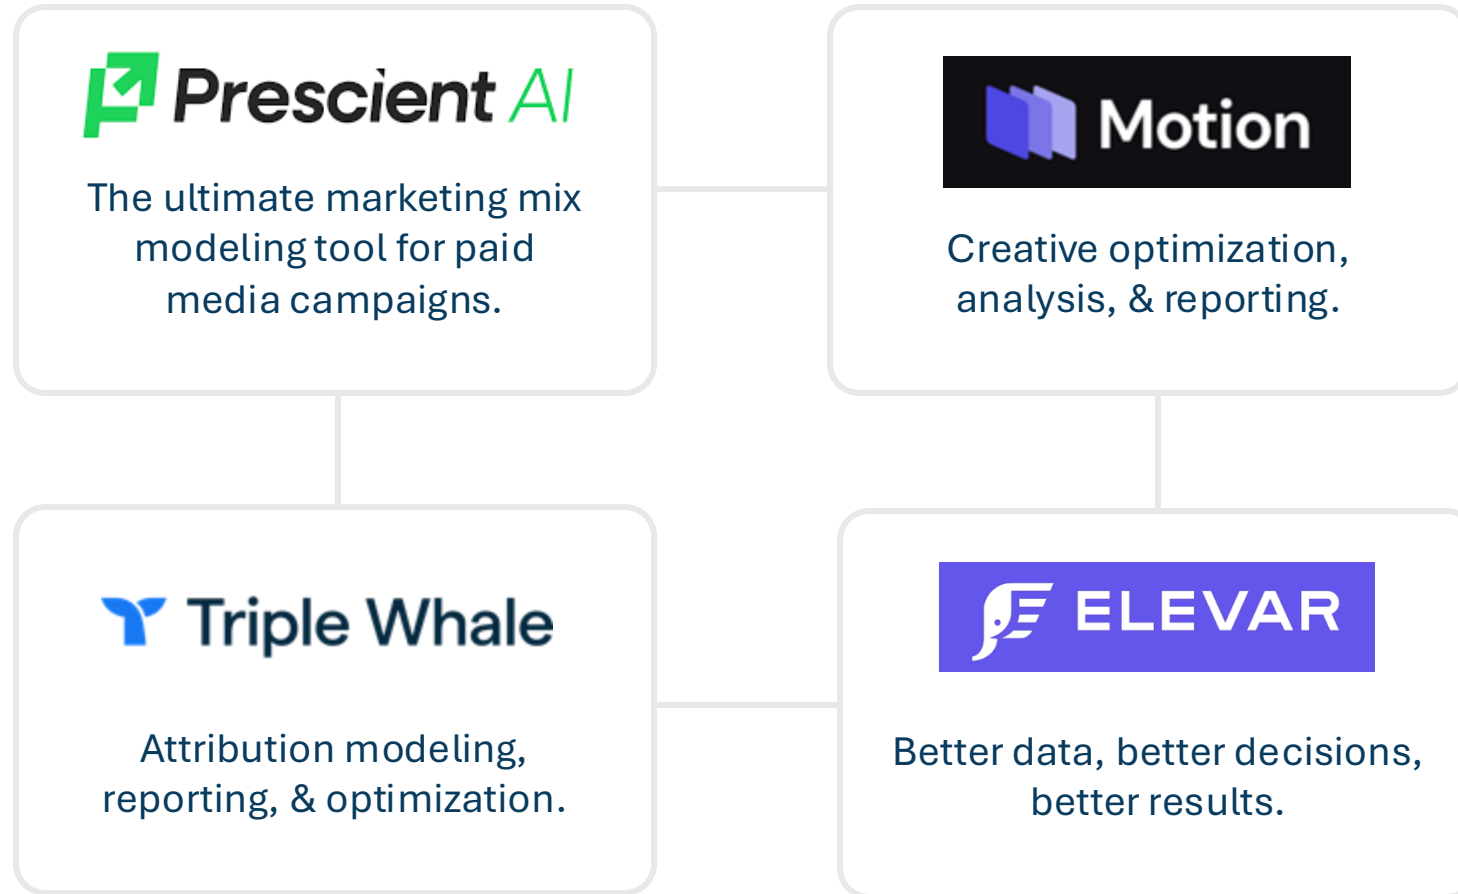 Prescient AI
The ultimate marketing mix
modeling tool for paid
media campaigns.
Motion
Creative optimization,
analysis, & reporting.
Triple Whale
Attribution modeling,
reporting, & optimization.
ELEVAR
Better data, better decisions,
better results.